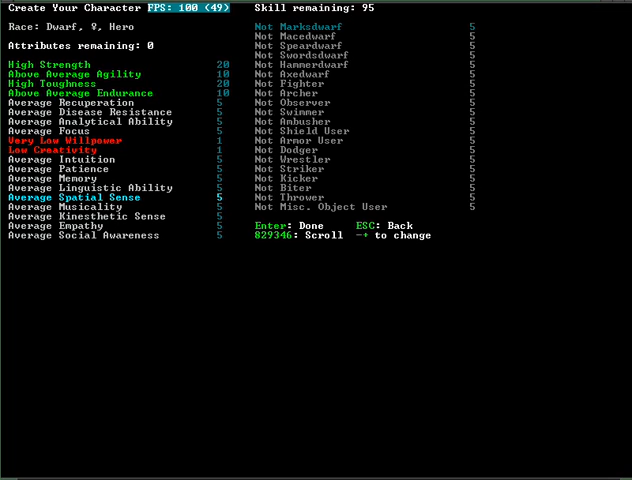 Create Your Character FPS: 100 (49)
Race: Dwarf, ♀, Hero
Attributes remaining: 0
High Strength 20
Above Average Agility 10
High Toughness 20
Above Average Endurance 10
Average Recuperation 5
Average Disease Resistance 5
Average Analytical Ability 5
Average Focus 5
Very Low Willpower 1
Low Creativity 1
Average Intuition 5
Average Patience 5
Average Memory 5
Average Linguistic Ability 5
Average Spatial Sense 5
Average Musicality 5
Average Kinesthetic Sense 5
Average Empathy 5
Average Social Awareness 5
Skill remaining: 95
Not Marksdwarf 5
Not Macedwarf 5
Not Speardwarf 5
Not Swordsdwarf 5
Not Hammerdwarf 5
Not Axedwarf 5
Not Fighter 5
Not Archer 5
Not Observer 5
Not Swimmer 5
Not Ambusher 5
Not Shield User 5
Not Armor User 5
Not Dodger 5
Not Wrestler 5
Not Striker 5
Not Kicker 5
Not Biter 5
Not Thrower 5
Not Misc. Object User 5
Enter: Done ESC: Back
829346: Scroll -+ to change